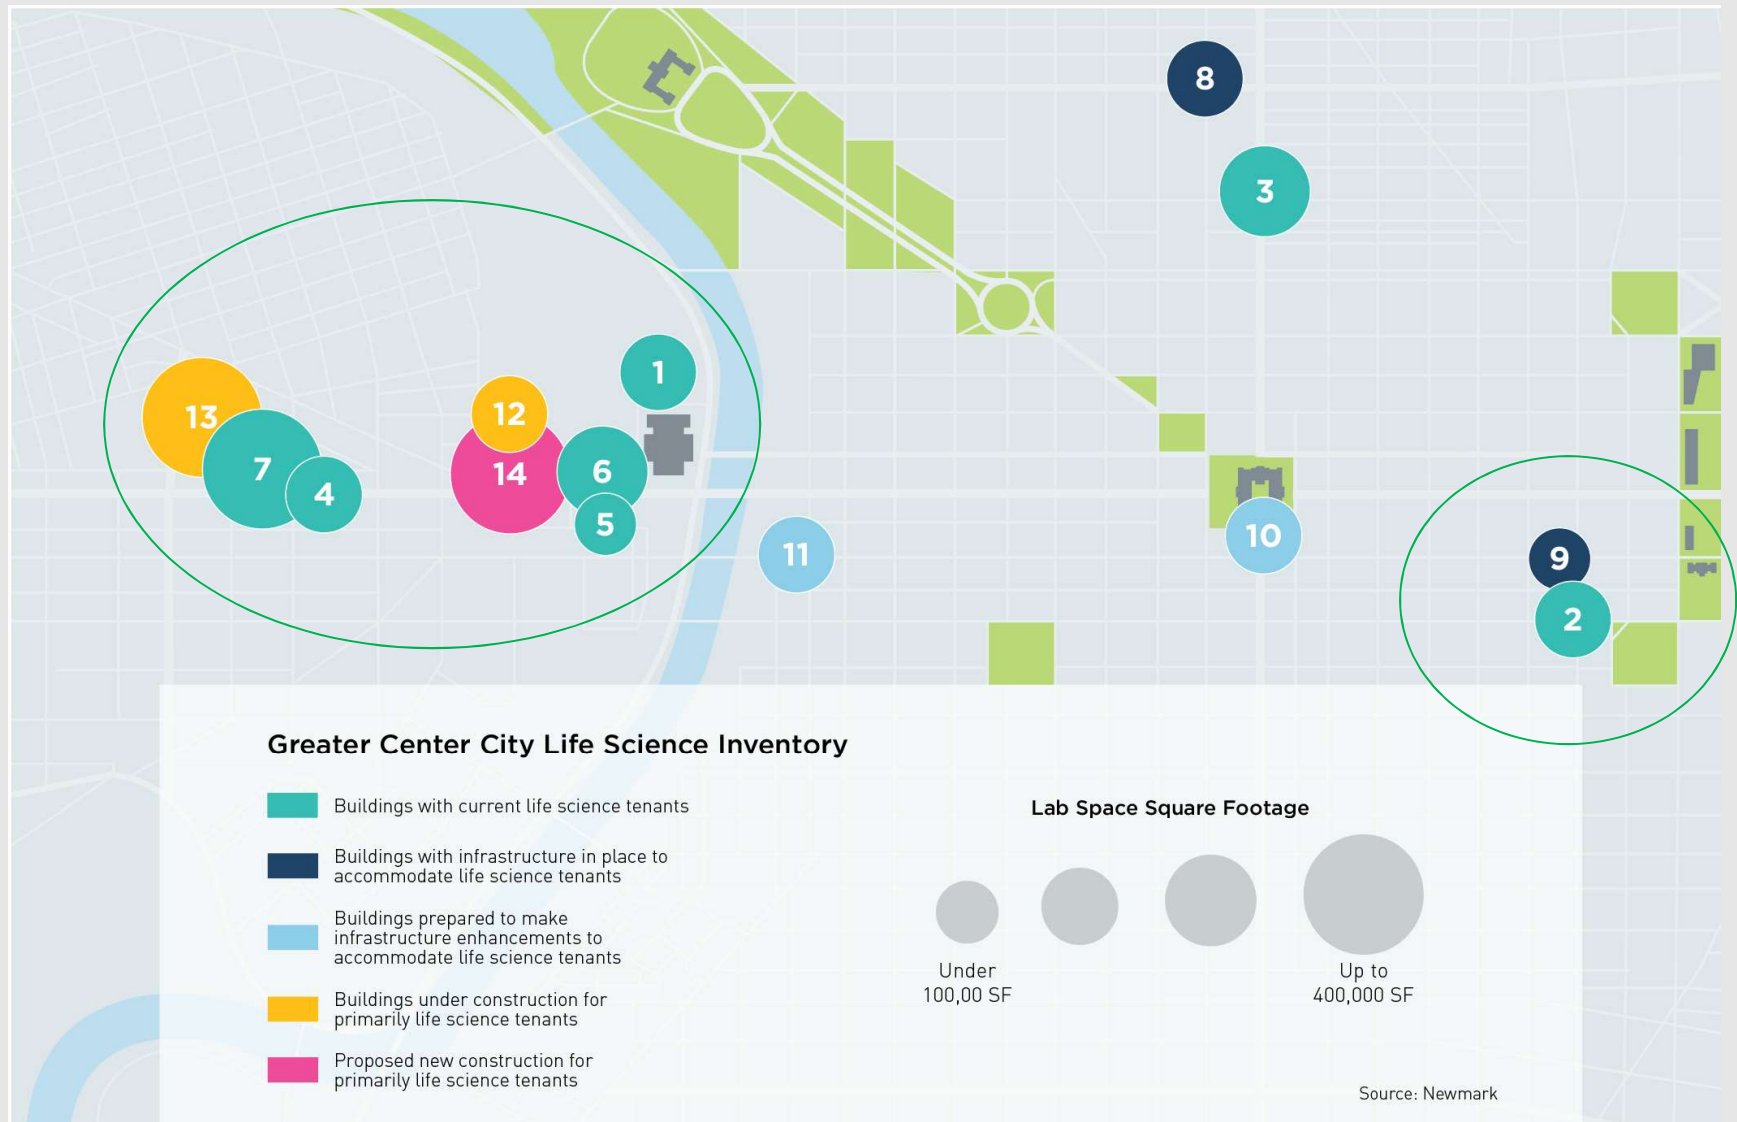 8
3
1
13
12
7
14
6
4
5
11
10
9
2
Greater Center City Life Science Inventory
Buildings with current life science tenants
Buildings with infrastructure in place to
accommodate life science tenants
Buildings prepared to make
infrastructure enhancements to
accommodate life science tenants
Buildings under construction for
primarily life science tenants
Proposed new construction for
primarily life science tenants
Lab Space Square Footage
Under
100,00 SF
Up to
400,000 SF
Source: Newmark